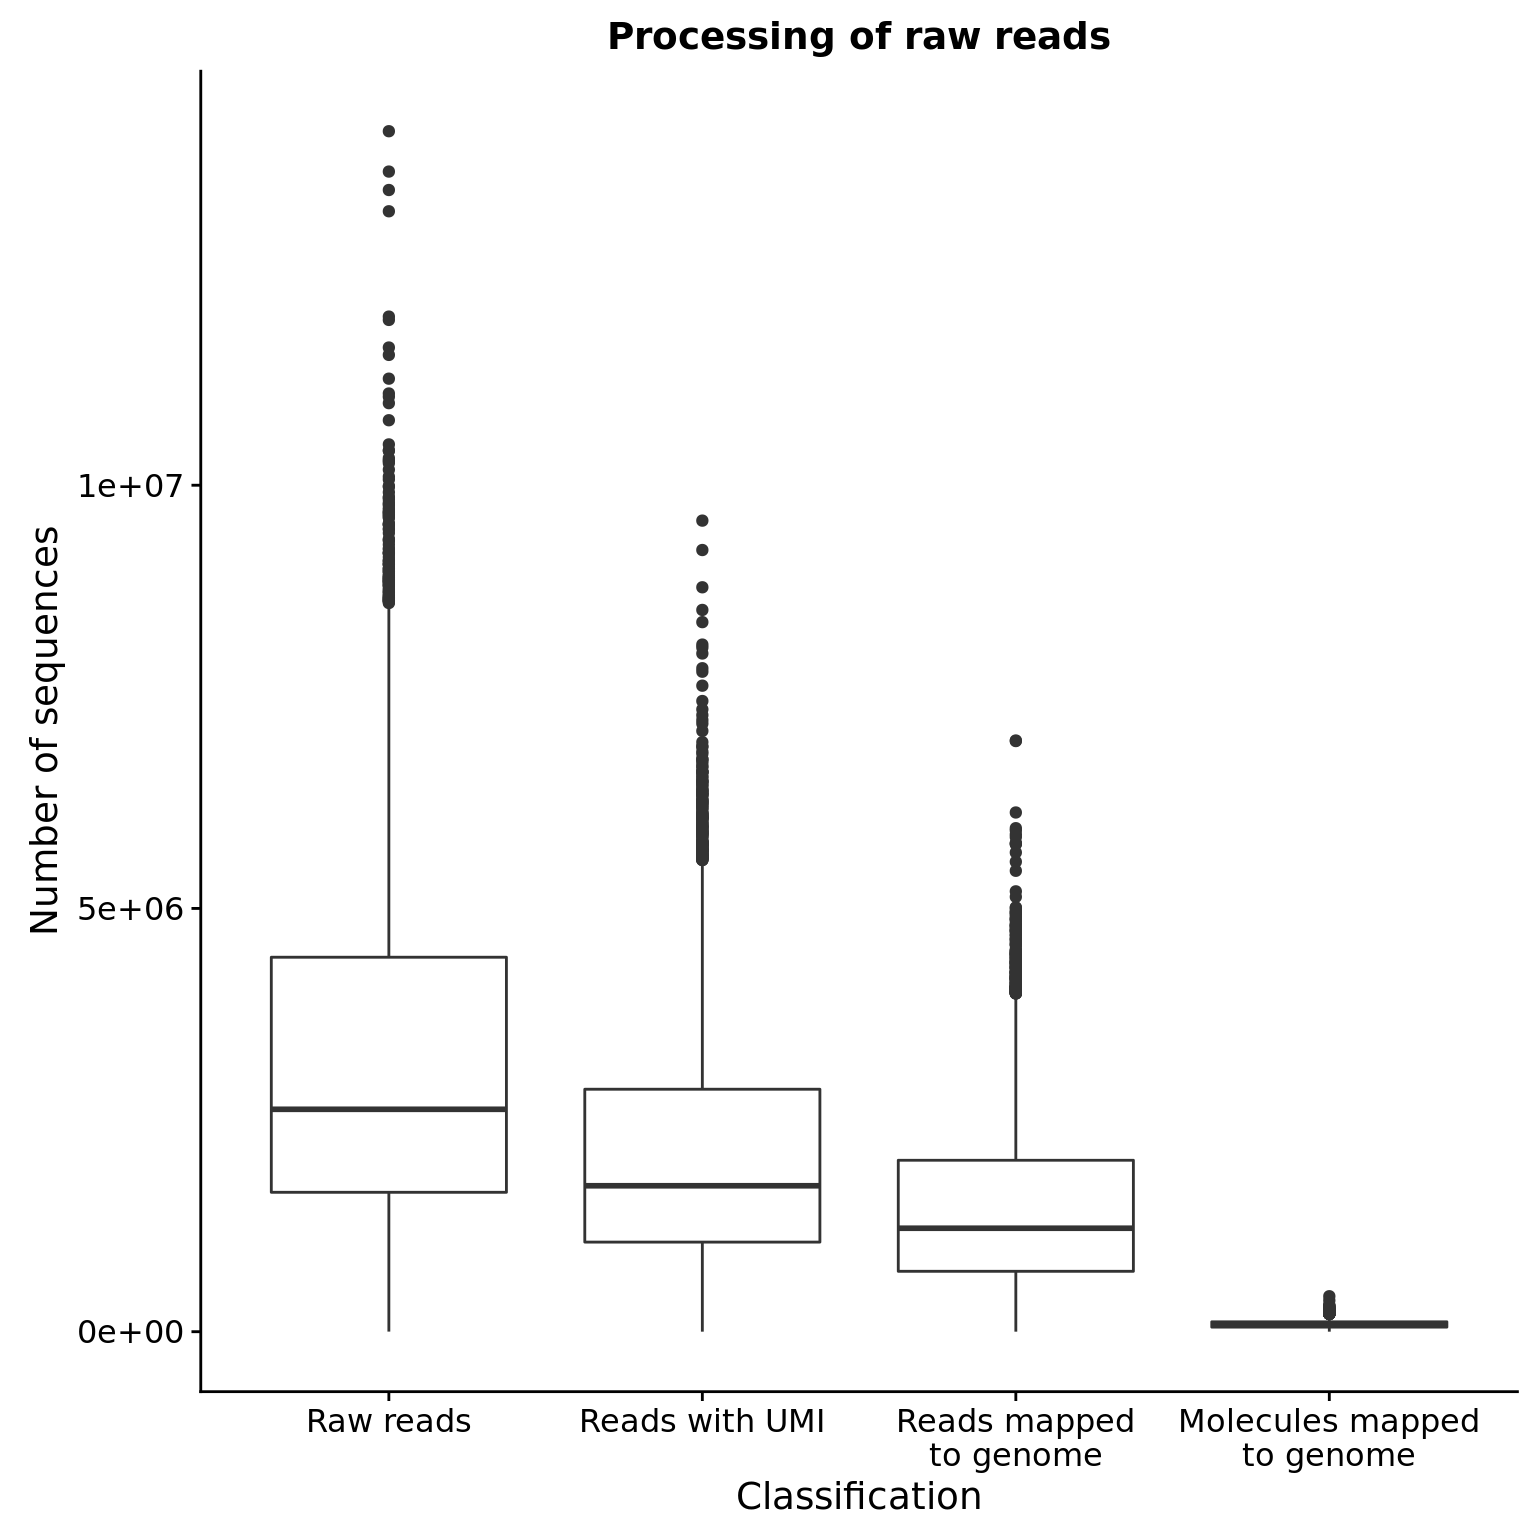 Processing of raw reads
Number of sequences
1e+07
5e+06
0e+00
Raw reads
Reads with UMI
Reads mapped
to genome
Molecules mapped
to genome
Classification